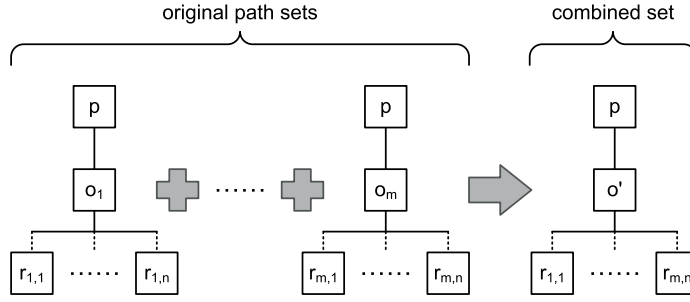 original path sets combined set
p p p
o1 ...... om o'
r1,1 ...... r1,n rm,1 ...... rm,n r1,1 ...... rm,n